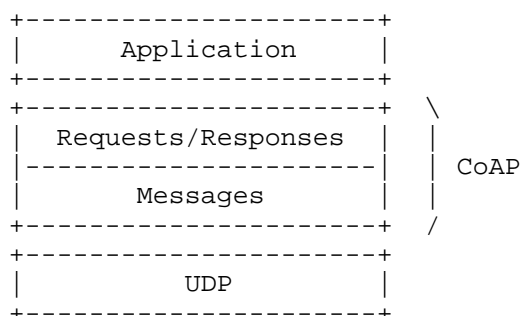 +----------------------+
|      Application     |
+----------------------+
+----------------------+  \
|  Requests/Responses  |  |
|----------------------|  | CoAP
|       Messages       |  |
+----------------------+  /
+----------------------+
|          UDP         |
+----------------------+